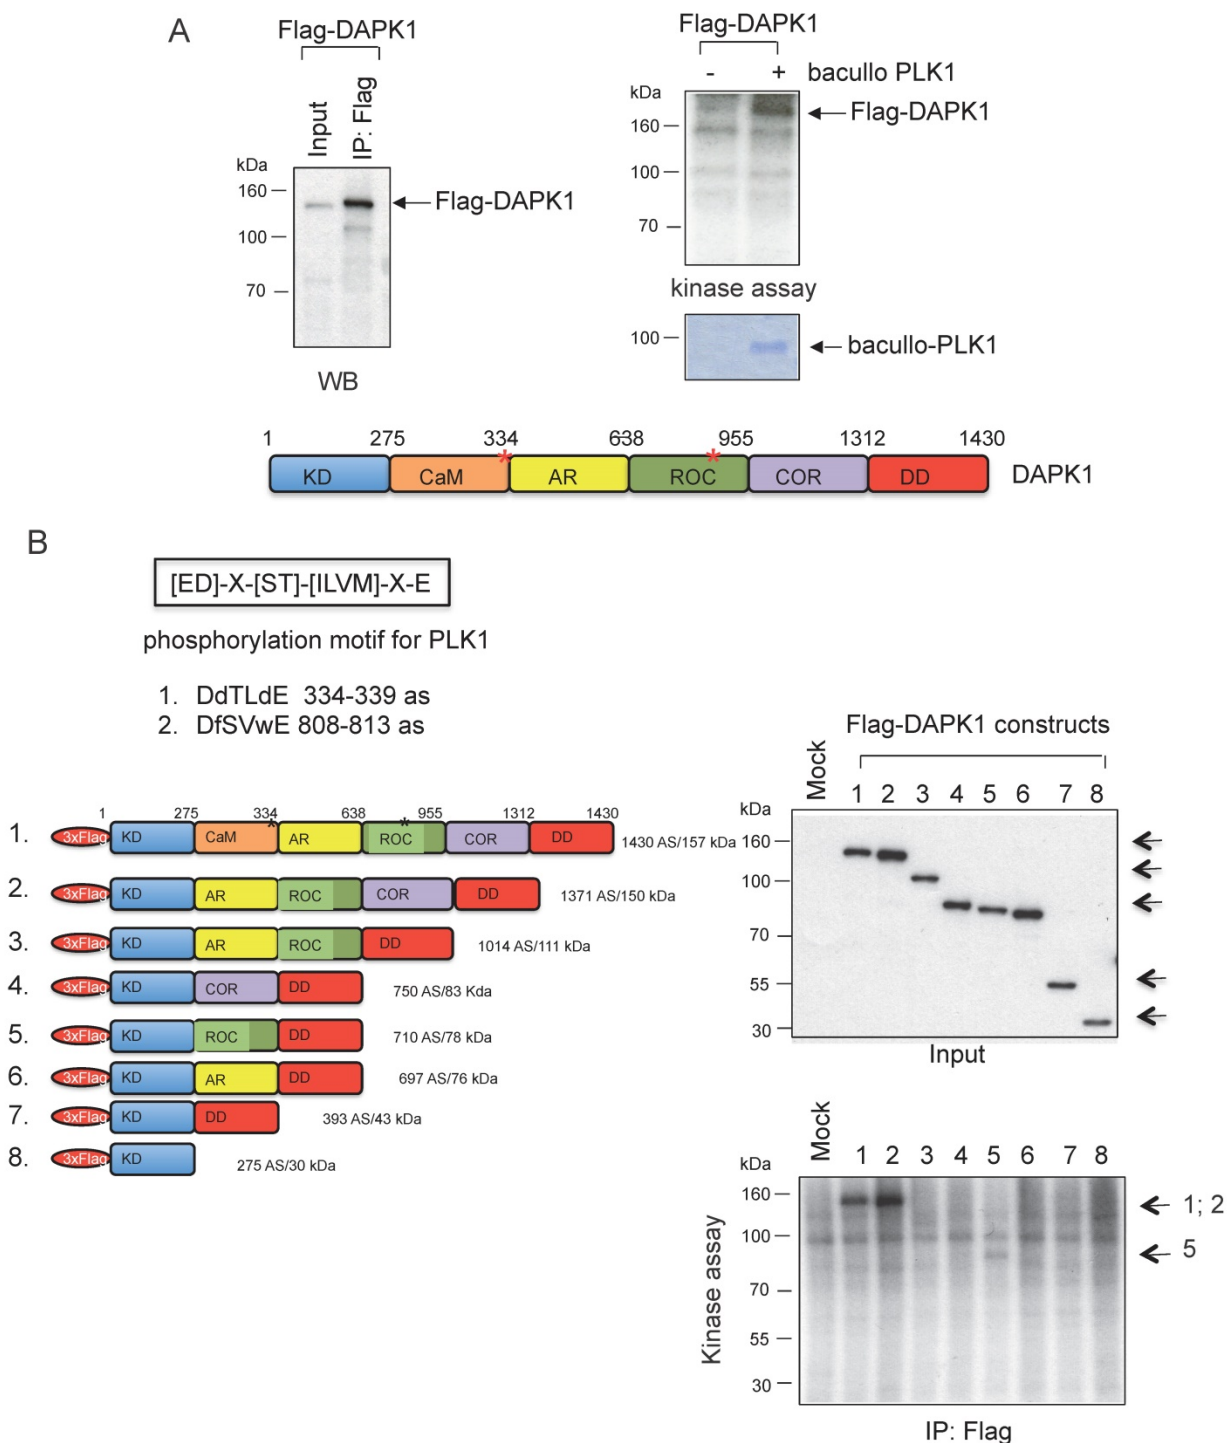 A
Flag-DAPK1
Input
IP: Flag
kDa
160
100
70
Flag-DAPK1
WB
Flag-DAPK1
- + bacullo PLK1
kDa
160
100
70
Flag-DAPK1
kinase assay
100
bacullo-PLK1
1 275 334 638 955 1312 1430
* *
KD CaM AR ROC COR DD DAPK1
B
[ED]-X-[ST]-[ILVM]-X-E
phosphorylation motif for PLK1
1. DdTLdE 334-339 as
2. DfSVwE 808-813 as
1 275 334 638 955 1312 1430
* *
1. 3xFlag KD CaM AR ROC COR DD 1430 AS/157 kDa
2. 3xFlag KD AR ROC COR DD 1371 AS/150 kDa
3. 3xFlag KD AR ROC DD 1014 AS/111 kDa
4. 3xFlag KD COR DD 750 AS/83 Kda
5. 3xFlag KD ROC DD 710 AS/78 kDa
6. 3xFlag KD AR DD 697 AS/76 kDa
7. 3xFlag KD DD 393 AS/43 kDa
8. 3xFlag KD 275 AS/30 kDa
Flag-DAPK1 constructs
Mock 1 2 3 4 5 6 7 8
kDa
160
100
70
55
30
Input
Mock 1 2 3 4 5 6 7 8
kDa
160
100
70
55
30
1; 2
5
Kinase assay
IP: Flag